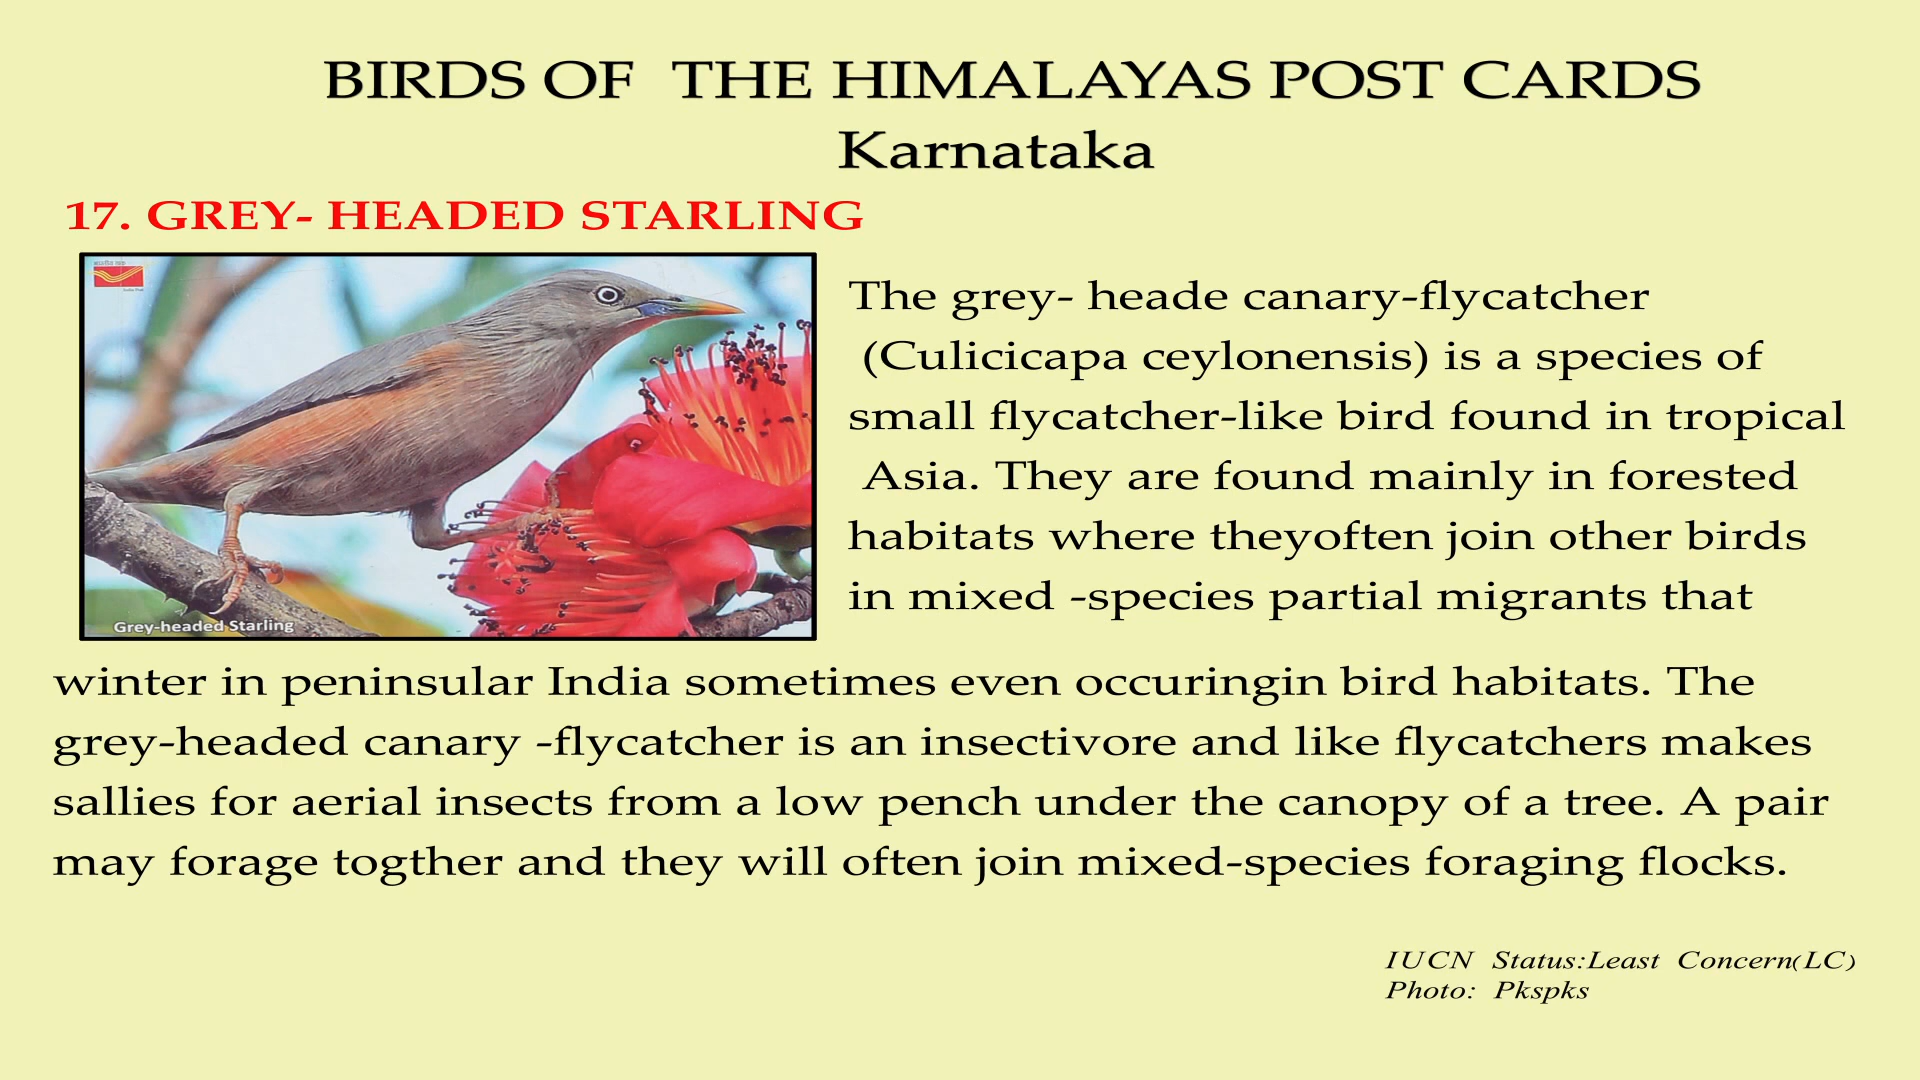 BIRDS OF THE HIMALAYAS POST CARDS
Karnataka
17. GREY- HEADED STARLING
India Post
Grey-headed Starling
The grey- heade canary-flycatcher
(Culicicapa ceylonensis) is a species of
small flycatcher-like bird found in tropical
Asia. They are found mainly in forested
habitats where theyoften join other birds
in mixed -species partial migrants that
winter in peninsular India sometimes even occuringin bird habitats. The
grey-headed canary -flycatcher is an insectivore and like flycatchers makes
sallies for aerial insects from a low pench under the canopy of a tree. A pair
may forage togther and they will often join mixed-species foraging flocks.
IUCN Status:Least Concern(LC)
Photo: Pkspks